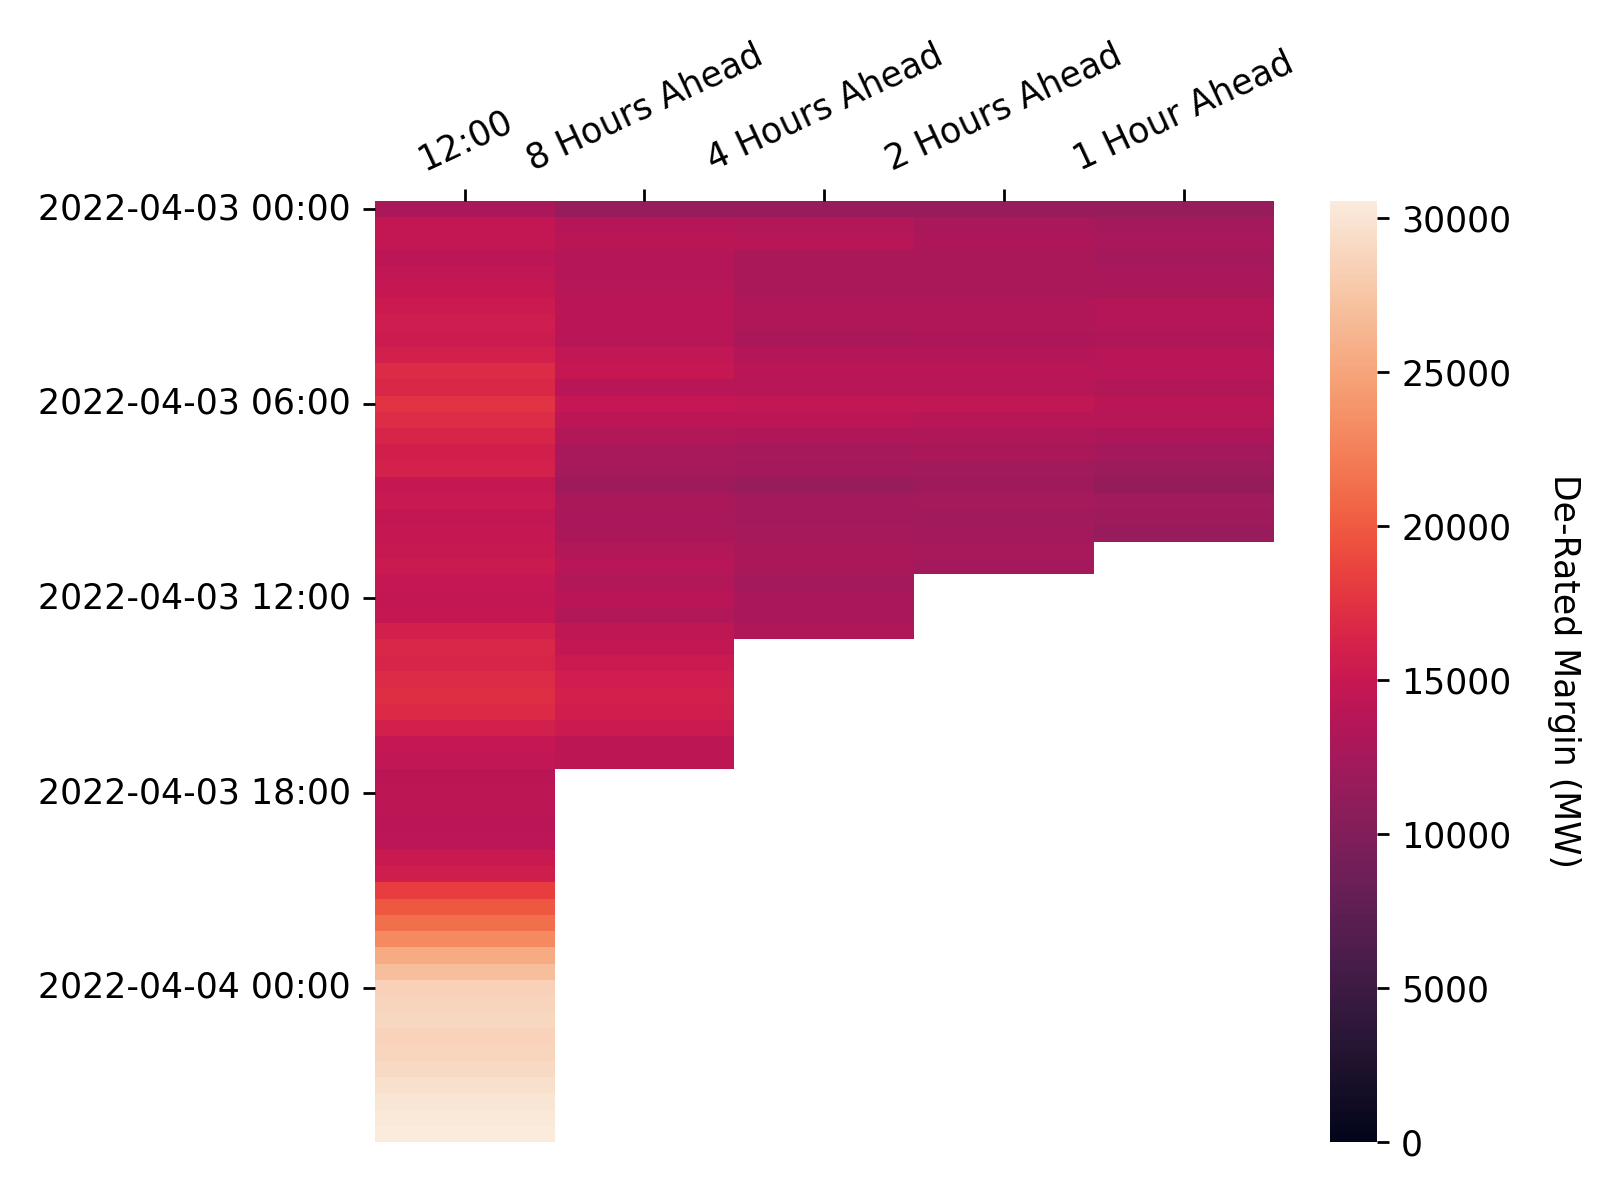 12:00
8 Hours Ahead
4 Hours Ahead
2 Hours Ahead
1 Hour Ahead
2022-04-03 00:00
2022-04-03 06:00
2022-04-03 12:00
2022-04-03 18:00
2022-04-04 00:00
30000
25000
20000
15000
10000
5000
0
De-Rated Margin (MW)